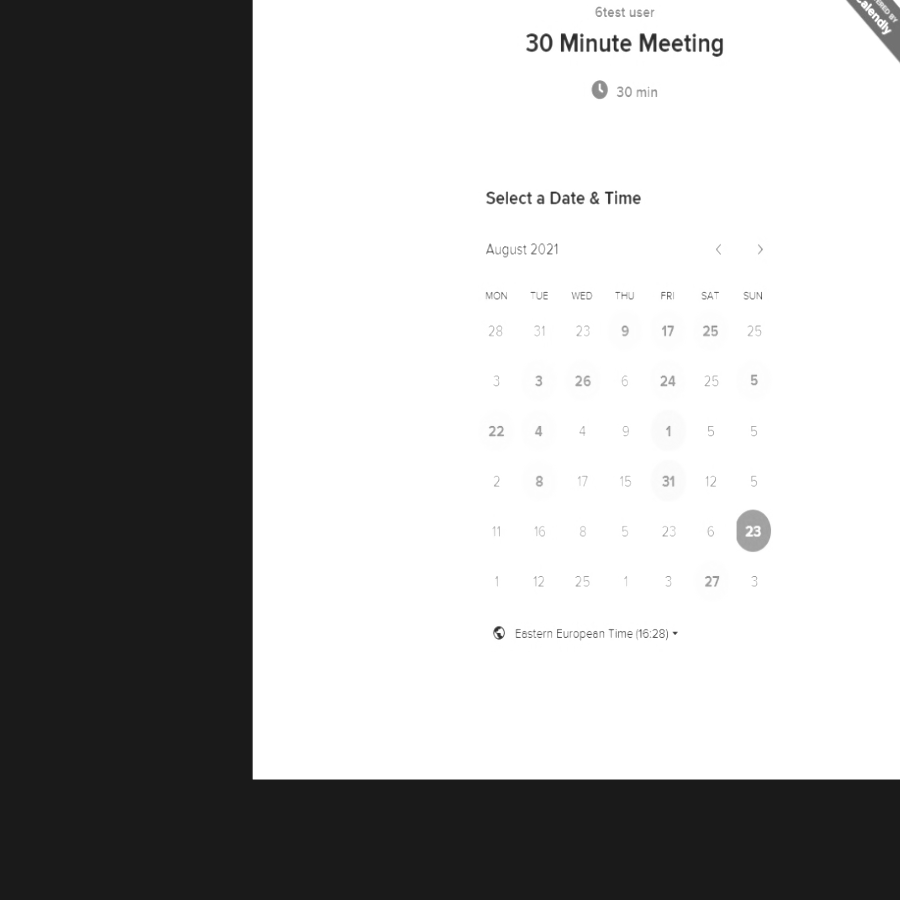 6test user
30 Minute Meeting
30 min
Calendly
Select a Date & Time
August 2021
MON TUE WED THU FRI SAT SUN
28 31 23 9 17 25 25
3 3 26 6 24 25 5
22 4 4 9 1 5 5
2 8 17 15 31 12 5
11 16 8 5 23 6 23
1 12 25 1 3 27 3
Eastern European Time (16:28)